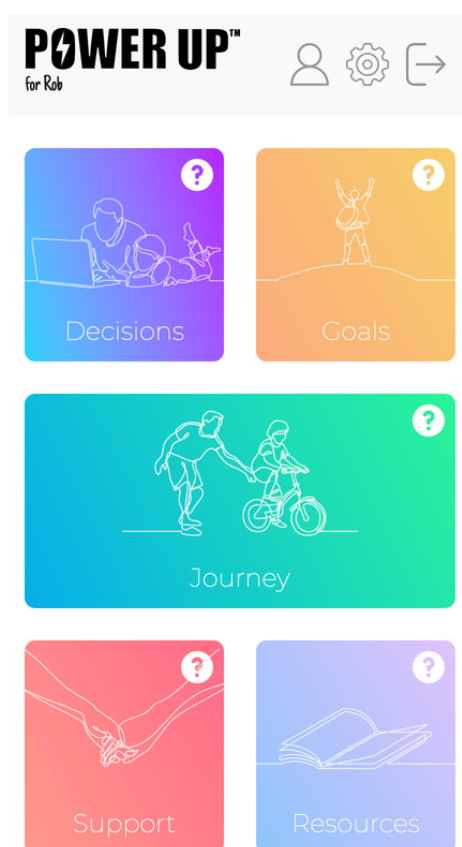 POWER UP™
for Rob
?
?
Decisions
Goals
?
Journey
?
?
Support
Resources